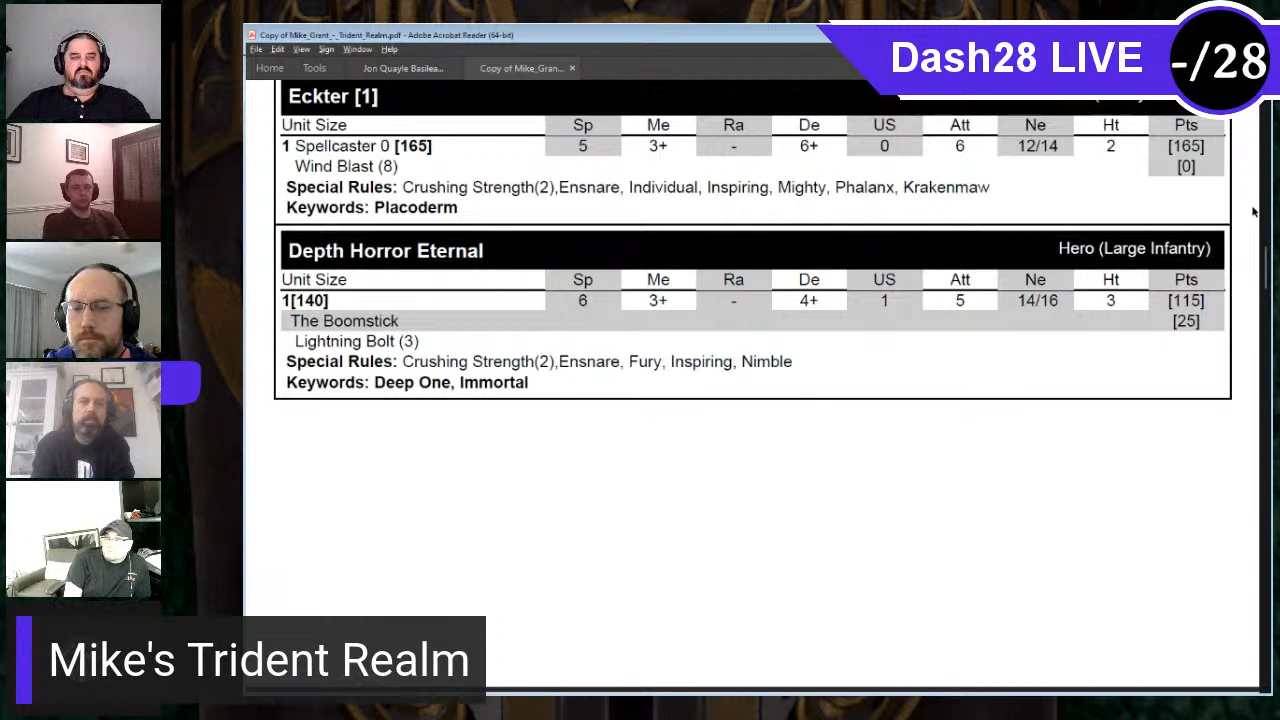 Copy of Mike_Grant_-_Trident_Realm.pdf - Adobe Acrobat Reader (64-bit)
File Edit View Sign Window Help
Home Tools Jon Quayle Basilea... Copy of Mike_Gran... ×
Dash28 LIVE -/28
Eckter [1]
Unit Size Sp Me Ra De US Att Ne Ht Pts
1 Spellcaster 0 [165] 5 3+ - 6+ 0 6 12/14 2 [165]
Wind Blast (8) [0]
Special Rules: Crushing Strength(2),Ensnare, Individual, Inspiring, Mighty, Phalanx, Krakenmaw
Keywords: Placoderm
Depth Horror Eternal Hero (Large Infantry)
Unit Size Sp Me Ra De US Att Ne Ht Pts
1[140] 6 3+ - 4+ 1 5 14/16 3 [115]
The Boomstick [25]
Lightning Bolt (3)
Special Rules: Crushing Strength(2),Ensnare, Fury, Inspiring, Nimble
Keywords: Deep One, Immortal
Mike's Trident Realm